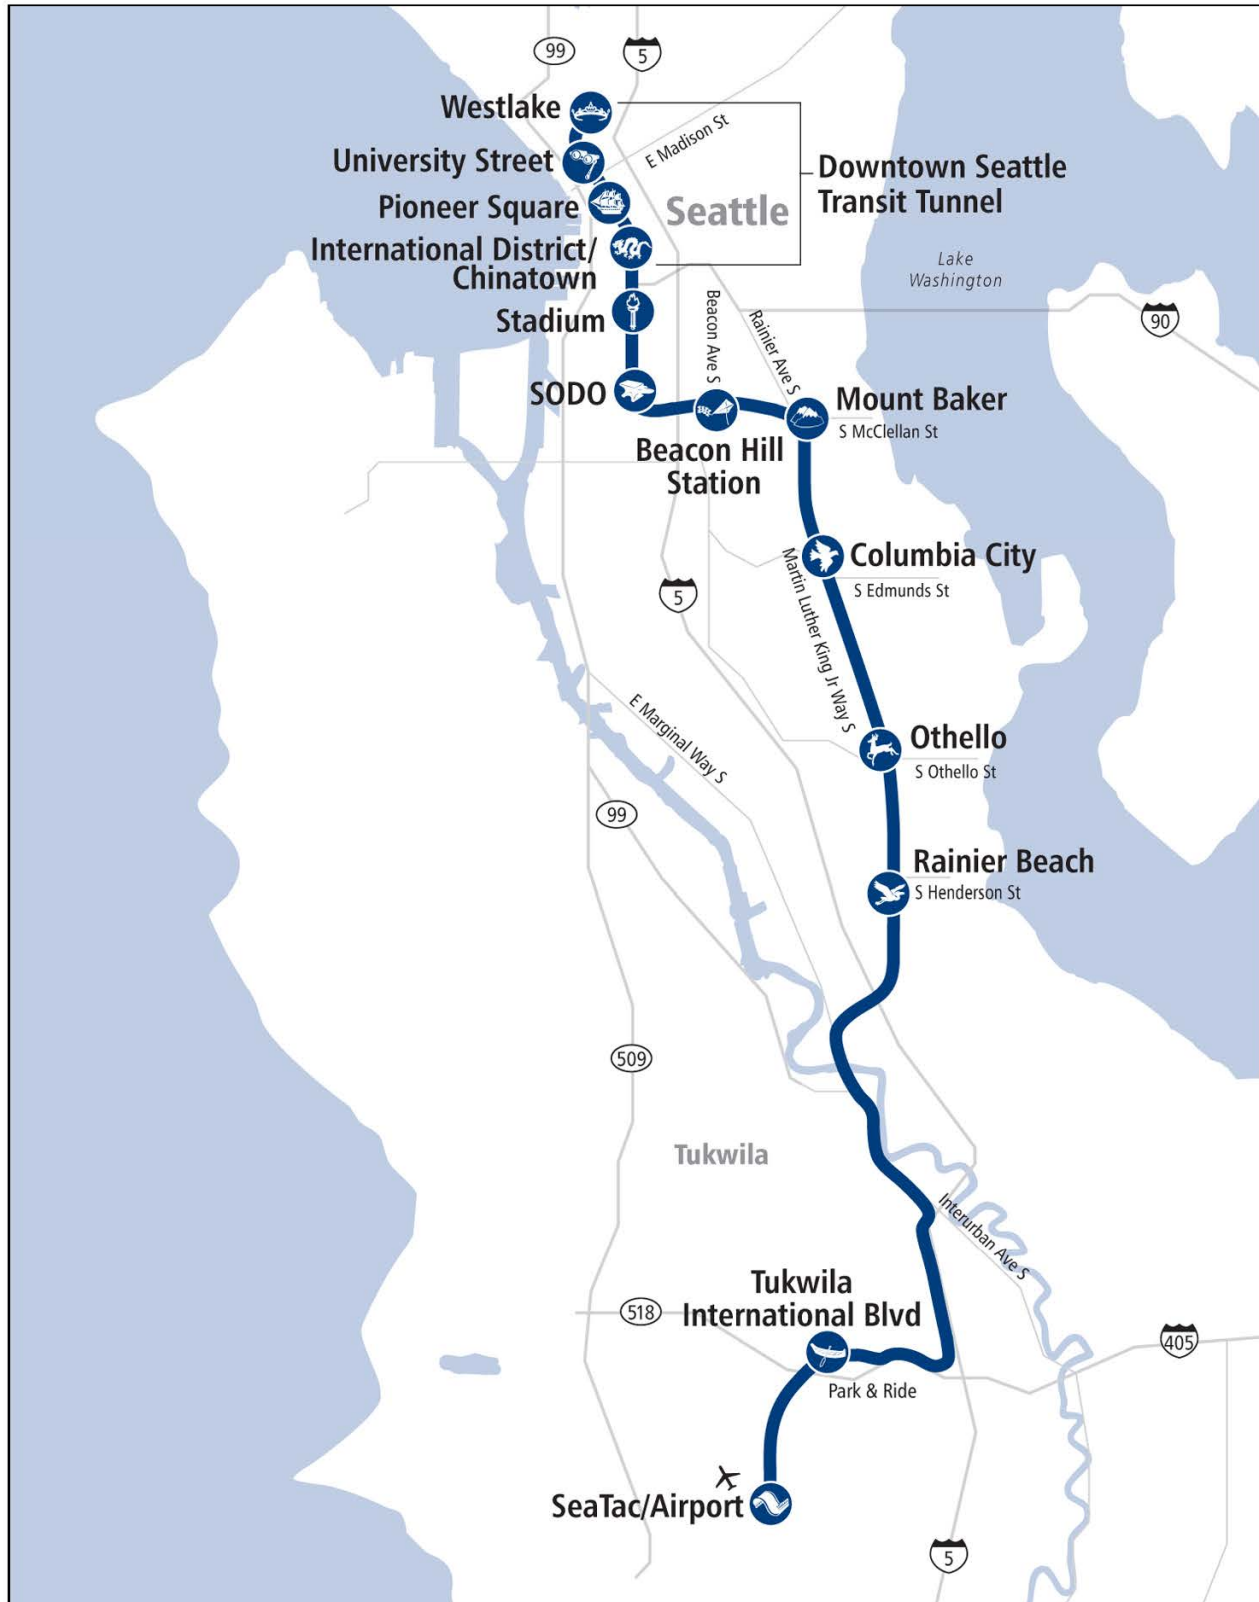 99
5
Westlake
E Madison St
University Street
Downtown Seattle
Transit Tunnel
Pioneer Square
Seattle
International District/
Chinatown
Lake
Washington
Stadium
Beacon Ave S
Rainier Ave S
90
SODO
Mount Baker
S McClellan St
Beacon Hill
Station
Columbia City
S Edmunds St
5
Martin Luther King Jr Way S
E Marginal Way S
Othello
S Othello St
99
Rainier Beach
S Henderson St
509
Tukwila
Interurban Ave S
Tukwila
International Blvd
518
405
Park & Ride
SeaTac/Airport
5